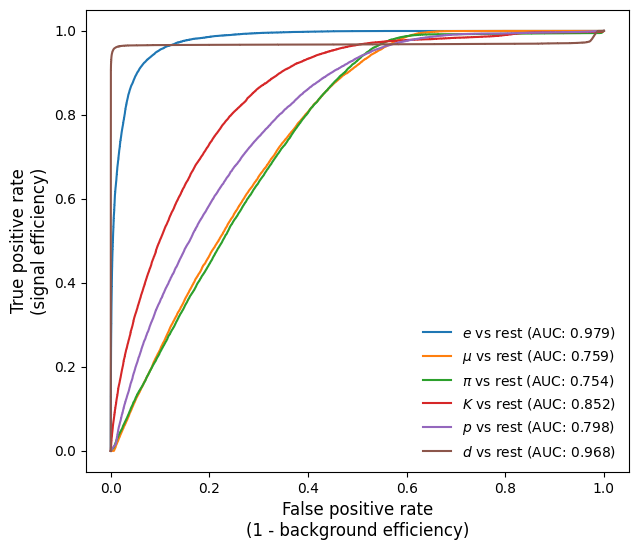 True positive rate
(signal efficiency)
1.0
0.8
0.6
0.4
0.2
0.0
e vs rest (AUC: 0.979)
μ vs rest (AUC: 0.759)
π vs rest (AUC: 0.754)
K vs rest (AUC: 0.852)
p vs rest (AUC: 0.798)
d vs rest (AUC: 0.968)
0.0 0.2 0.4 0.6 0.8 1.0
False positive rate
(1 - background efficiency)